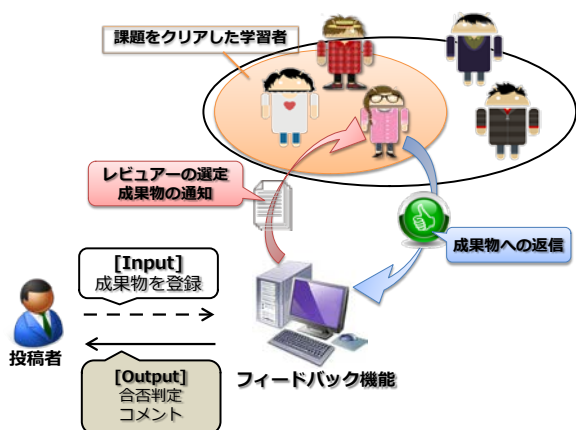 課題をクリアした学習者
レビュアーの選定
成果物の通知
成果物への返信
[Input]
成果物を登録
投稿者
[Output]
合否判定
コメント
フィードバック機能